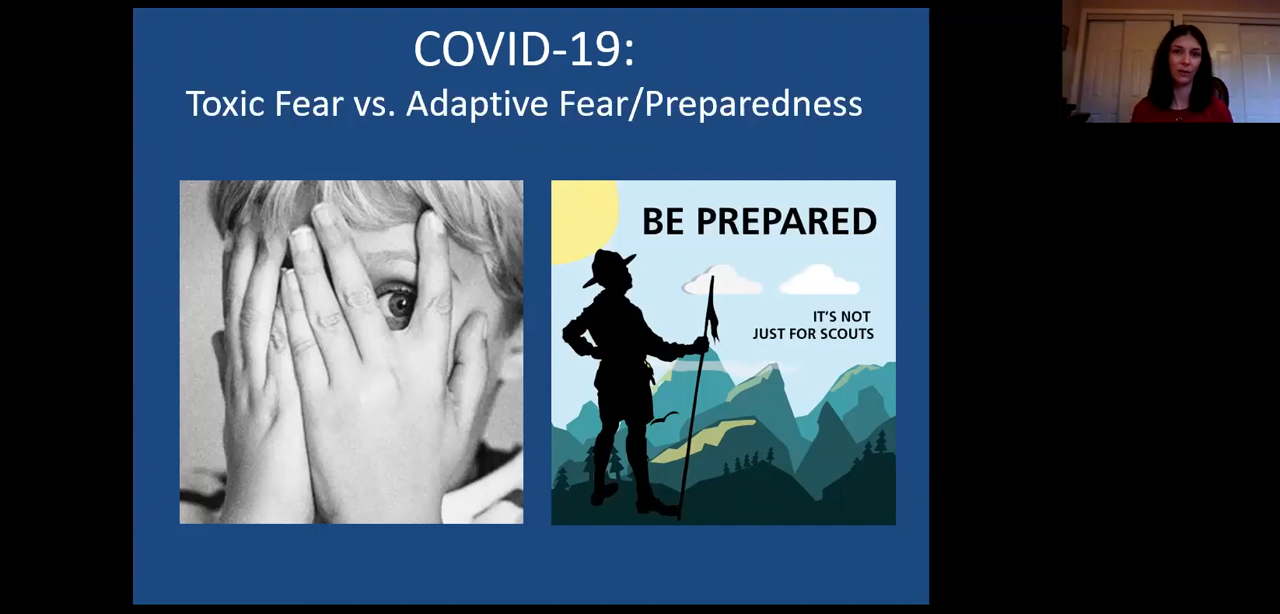 COVID-19:
Toxic Fear vs. Adaptive Fear/Preparedness
BE PREPARED
IT'S NOT
JUST FOR SCOUTS